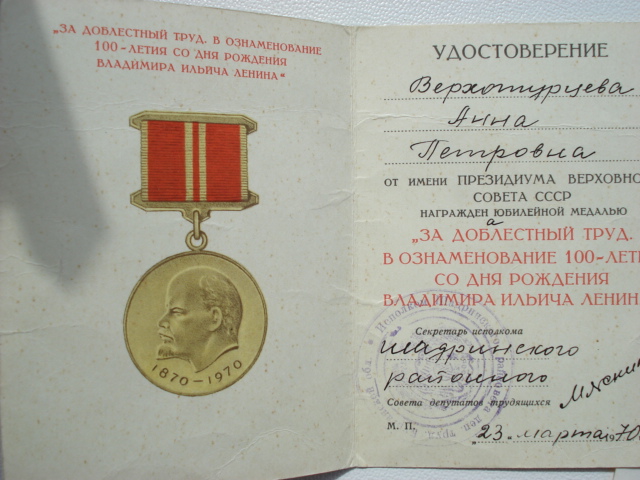 „ЗА ДОБЛЕСТНЫЙ ТРУД. В ОЗНАМЕНОВАНИЕ
100-ЛЕТИЯ СО ДНЯ РОЖДЕНИЯ
ВЛАДИМИРА ИЛЬИЧА ЛЕНИНА“
1870-1970
УДОСТОВЕРЕНИЕ
Верхотурцева
Анна
Петровна
ОТ ИМЕНИ ПРЕЗИДИУМА ВЕРХОВНО
СОВЕТА СССР
НАГРАЖДЕН а ЮБИЛЕЙНОЙ МЕДАЛЬЮ
„ЗА ДОБЛЕСТНЫЙ ТРУД.
В ОЗНАМЕНОВАНИЕ 100-ЛЕТИ
СО ДНЯ РОЖДЕНИЯ
ВЛАДИМИРА ИЛЬИЧА ЛЕНИН
Секретарь исполкома
Шадринского
районного
Совета депутатов трудящихся
М. П.
„23„ марта 1970